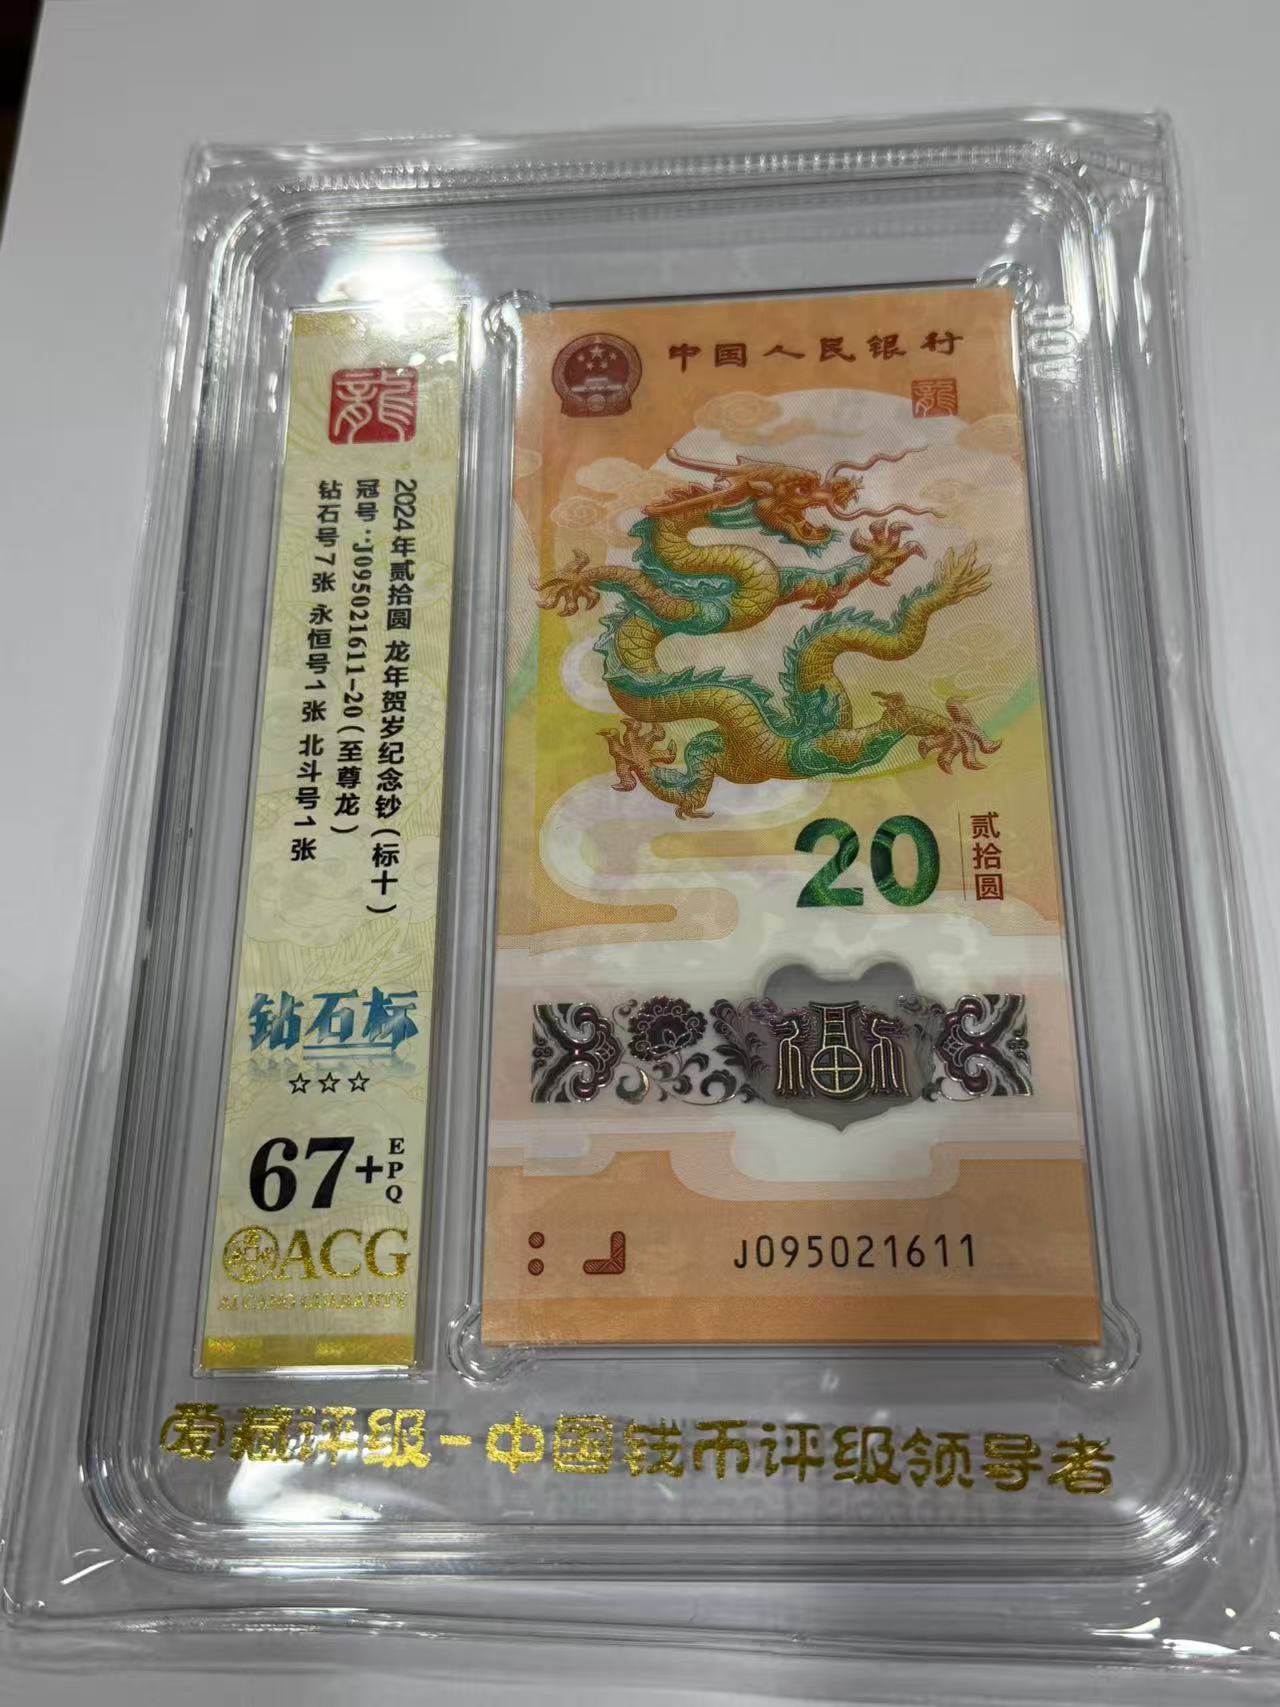 龍
2024年贰拾圆 龙年贺岁纪念钞（标十）
冠号：J095021611-20（至尊龙）
钻石号7张 永恒号1张 北斗号1张
钻石标
☆☆☆
67+EPQ
ACG
中国人民银行
龍
20
贰拾圆
福
J095021611
ACG
爱藏评级-中国钱币评级领导者